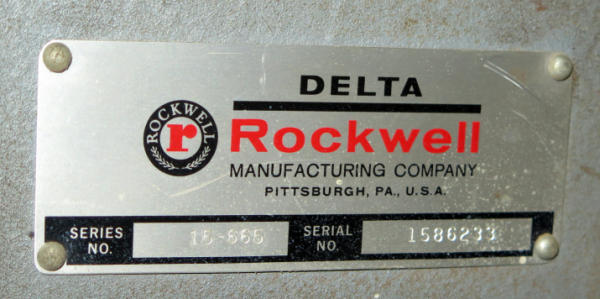 DELTA
ROCKWELL
r
Rockwell
MANUFACTURING COMPANY
PITTSBURGH, PA., U.S.A.
SERIES NO. 15-665 SERIAL NO. 1586233